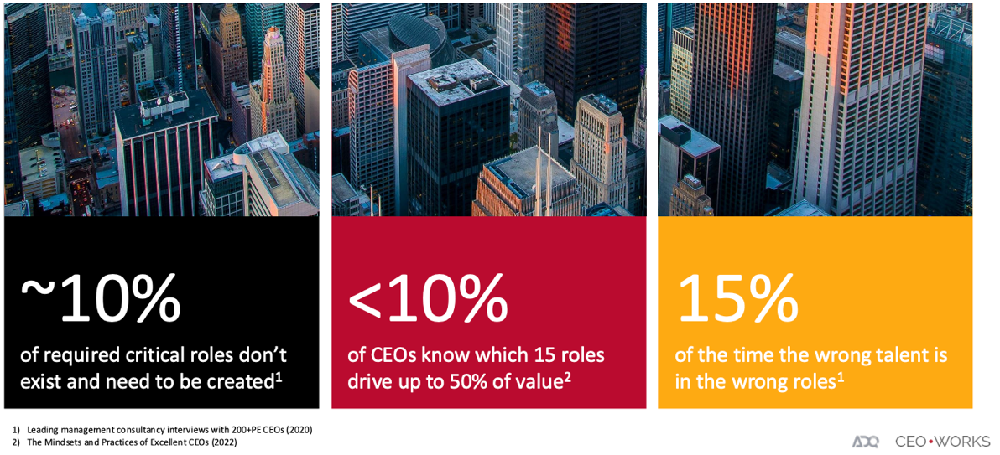 ~10%
of required critical roles don’t
exist and need to be created1
<10%
of CEOs know which 15 roles
drive up to 50% of value2
15%
of the time the wrong talent is
in the wrong roles1
1) Leading management consultancy interviews with 200+PE CEOs (2020)
2) The Mindsets and Practices of Excellent CEOs (2022)
ADQ CEO•WORKS